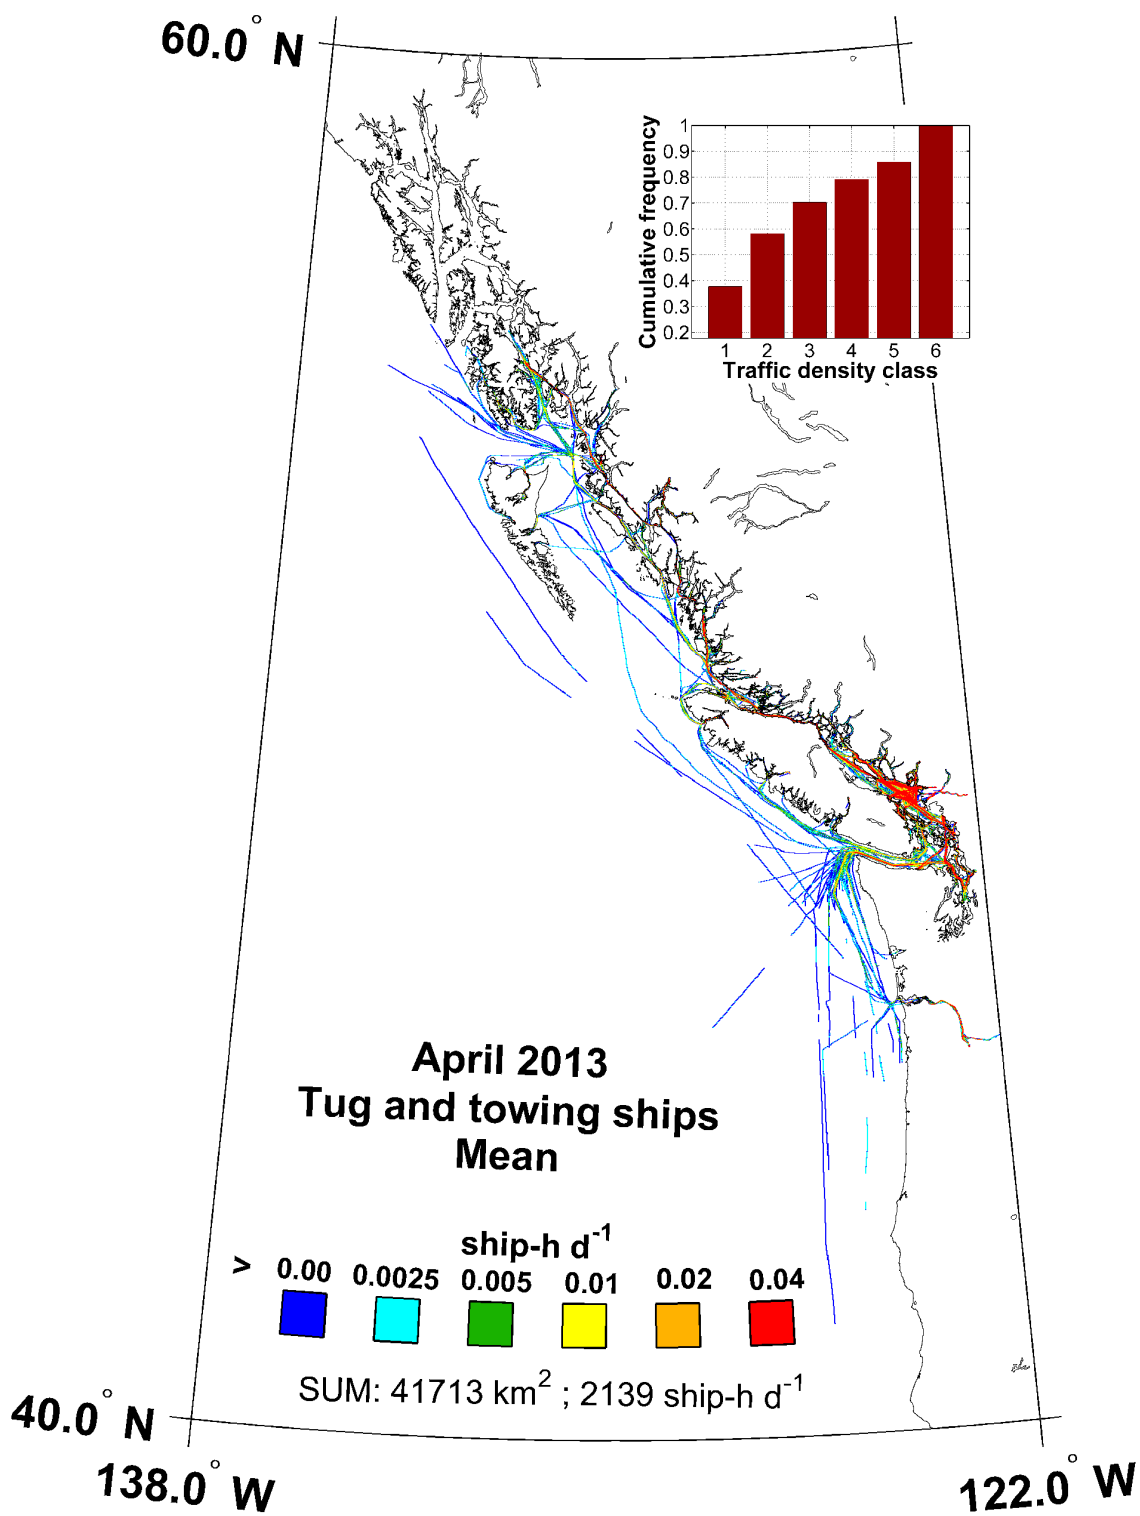 60.0° N
Cumulative frequency
1
0.9
0.8
0.7
0.6
0.5
0.4
0.3
0.2
1 2 3 4 5 6
Traffic density class
April 2013
Tug and towing ships
Mean
ship-h d⁻¹
> 0.00 0.0025 0.005 0.01 0.02 0.04
SUM: 41713 km² ; 2139 ship-h d⁻¹
40.0° N
138.0° W
122.0° W